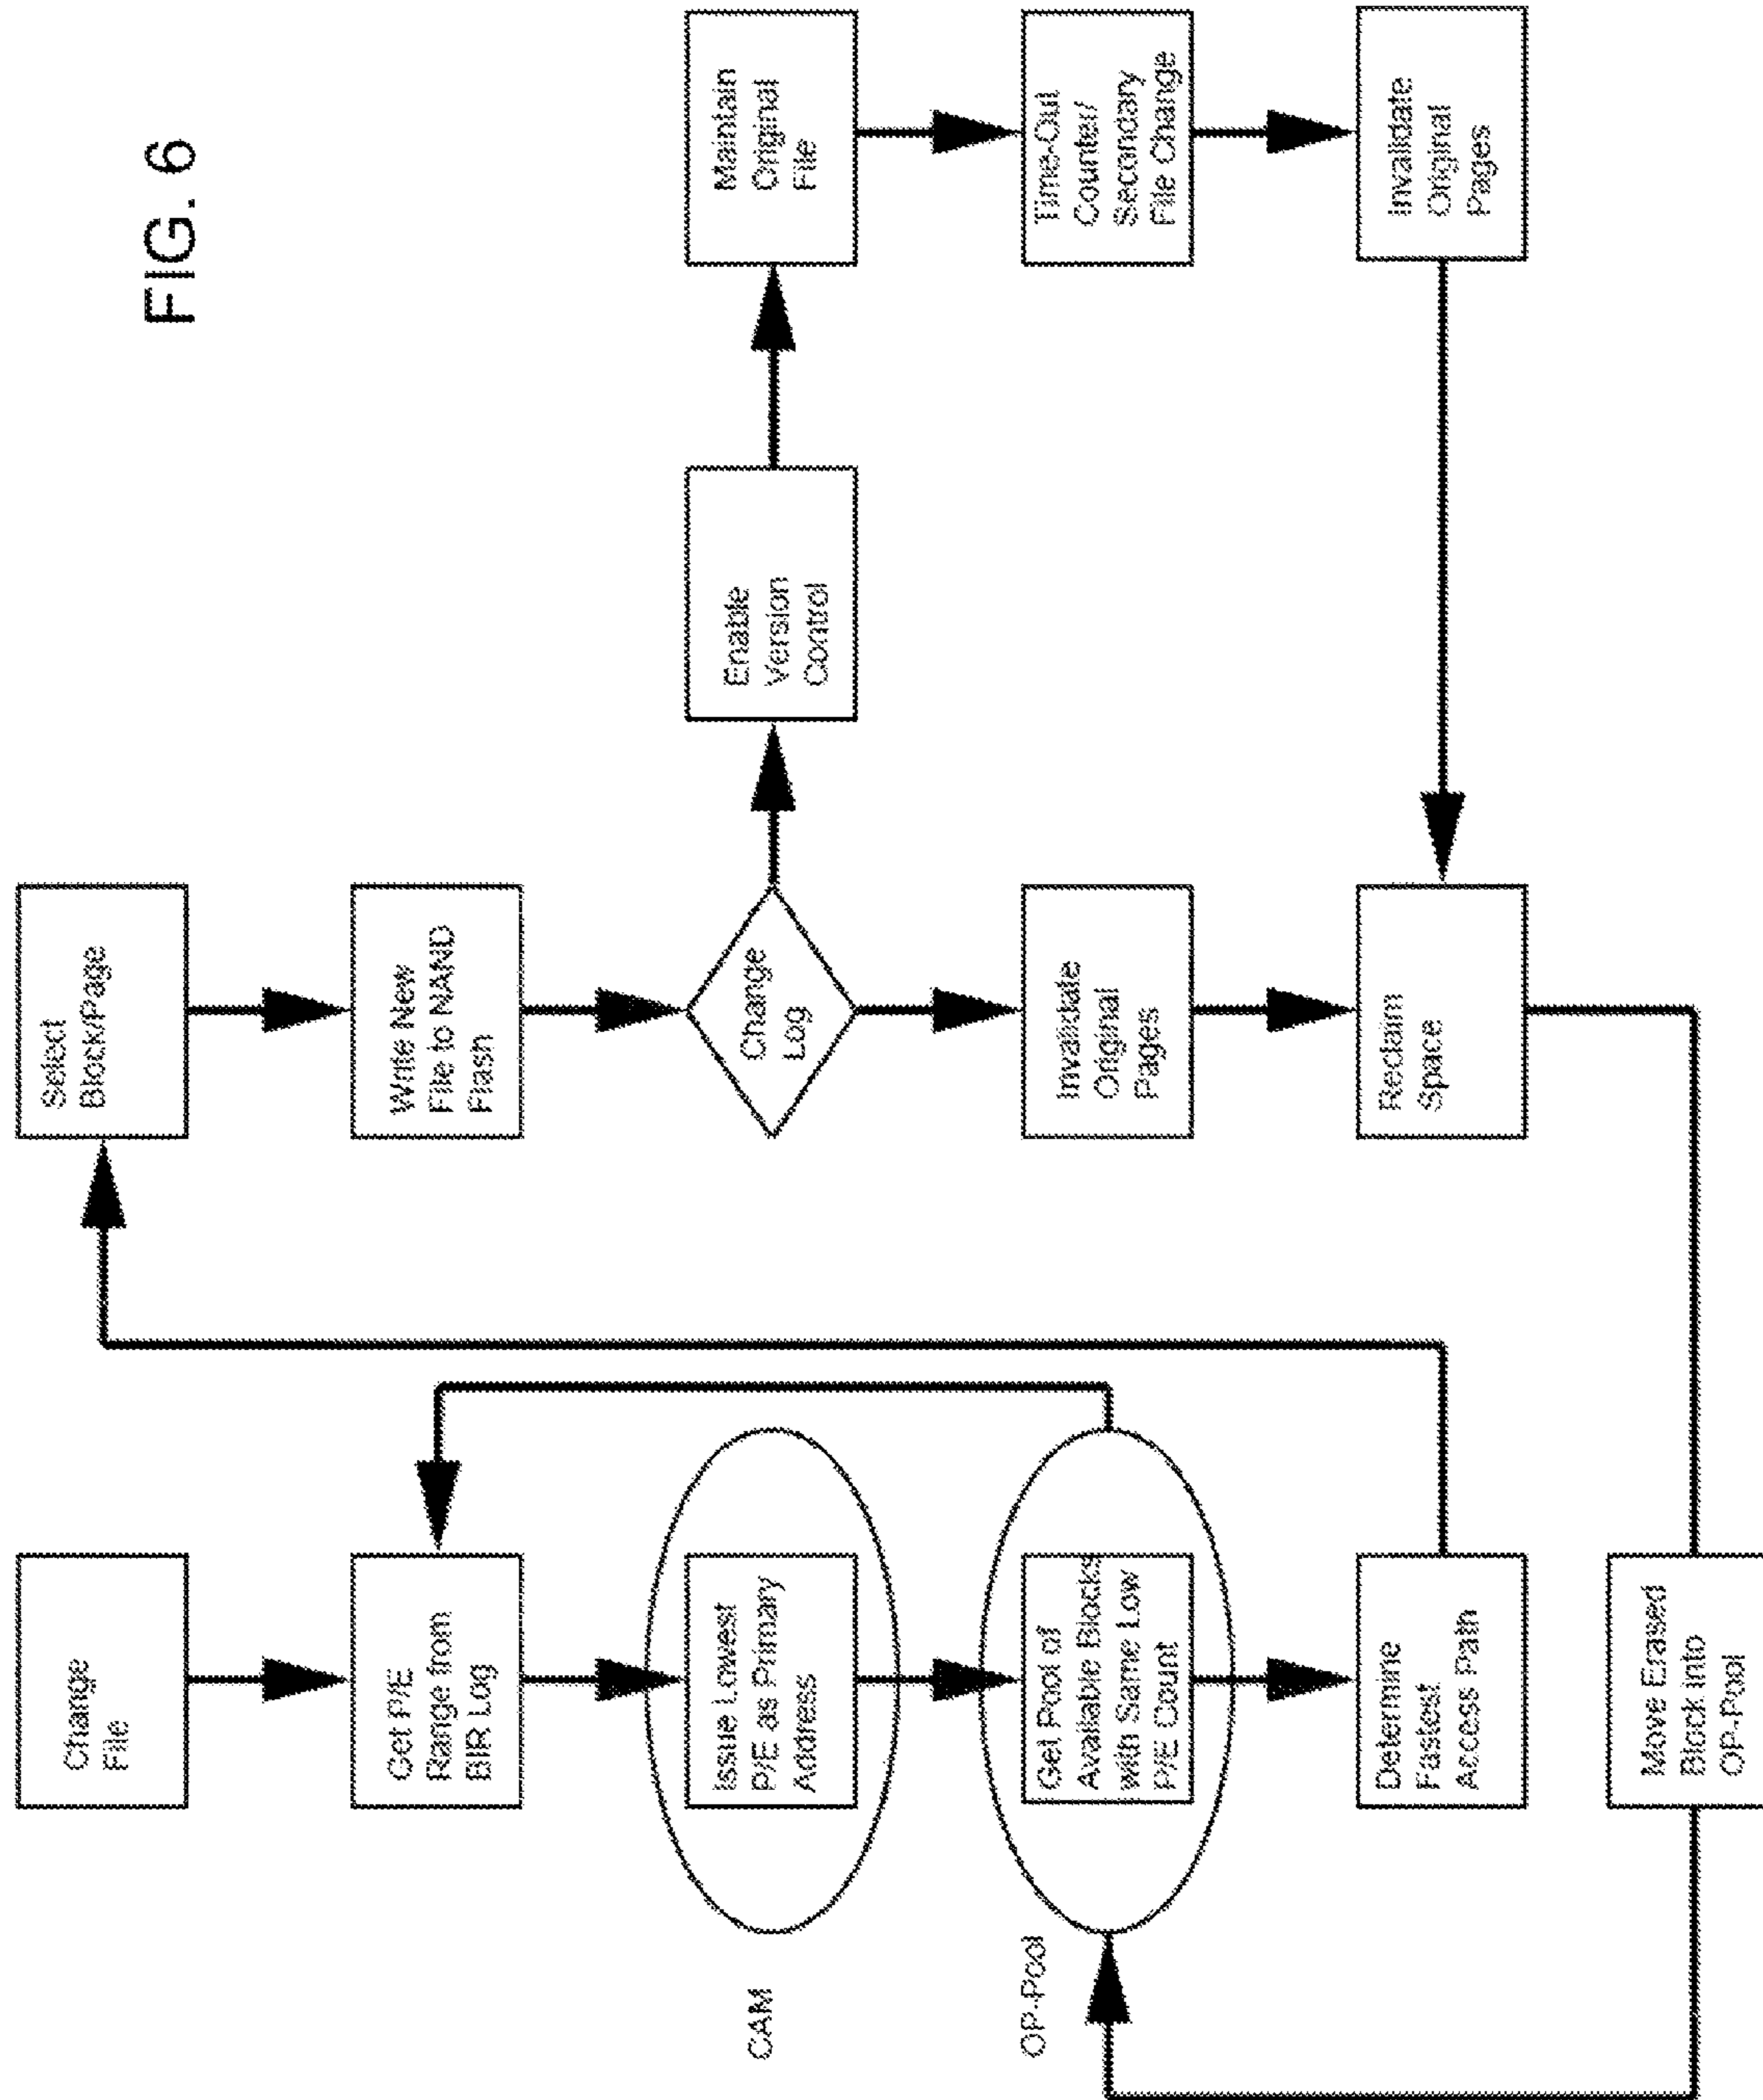 FIG. 6
Change
File
Get P/E
Range from
BIR Log
CAM
Issue Lowest
P/E as Primary
Address
OP-Pool
Get Pool of
Available Blocks
with Same Low
P/E Count
Determine
Fastest
Access Path
Move Erased
Block into
OP-Pool
Select
Block/Page
Write New
File to NAND
Flash
Change
Log
Invalidate
Original
Pages
Reclaim
Space
Enable
Version
Control
Maintain
Original
File
Time-Out
Counter/
Secondary
File Change
Invalidate
Original
Pages